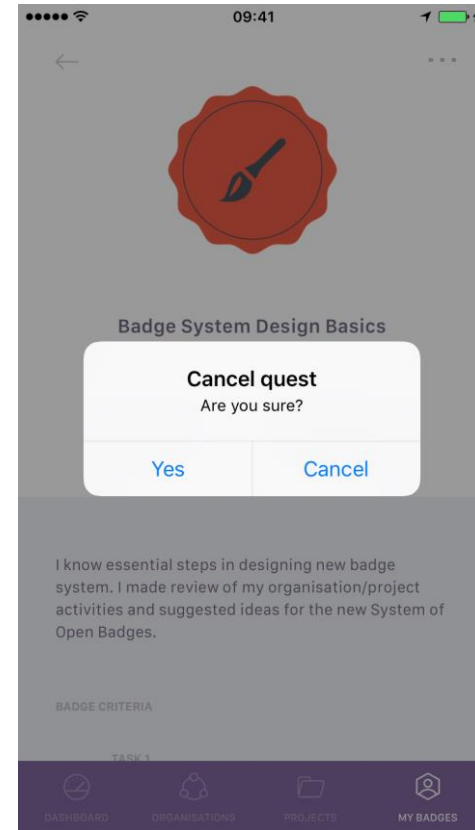 09:41
Badge System Design Basics
Cancel quest
Are you sure?
Yes Cancel
I know essential steps in designing new badge
system. I made review of my organisation/project
activities and suggested ideas for the new System of
Open Badges.
BADGE CRITERIA
TASK 1
DASHBOARD ORGANISATIONS PROJECTS MY BADGES